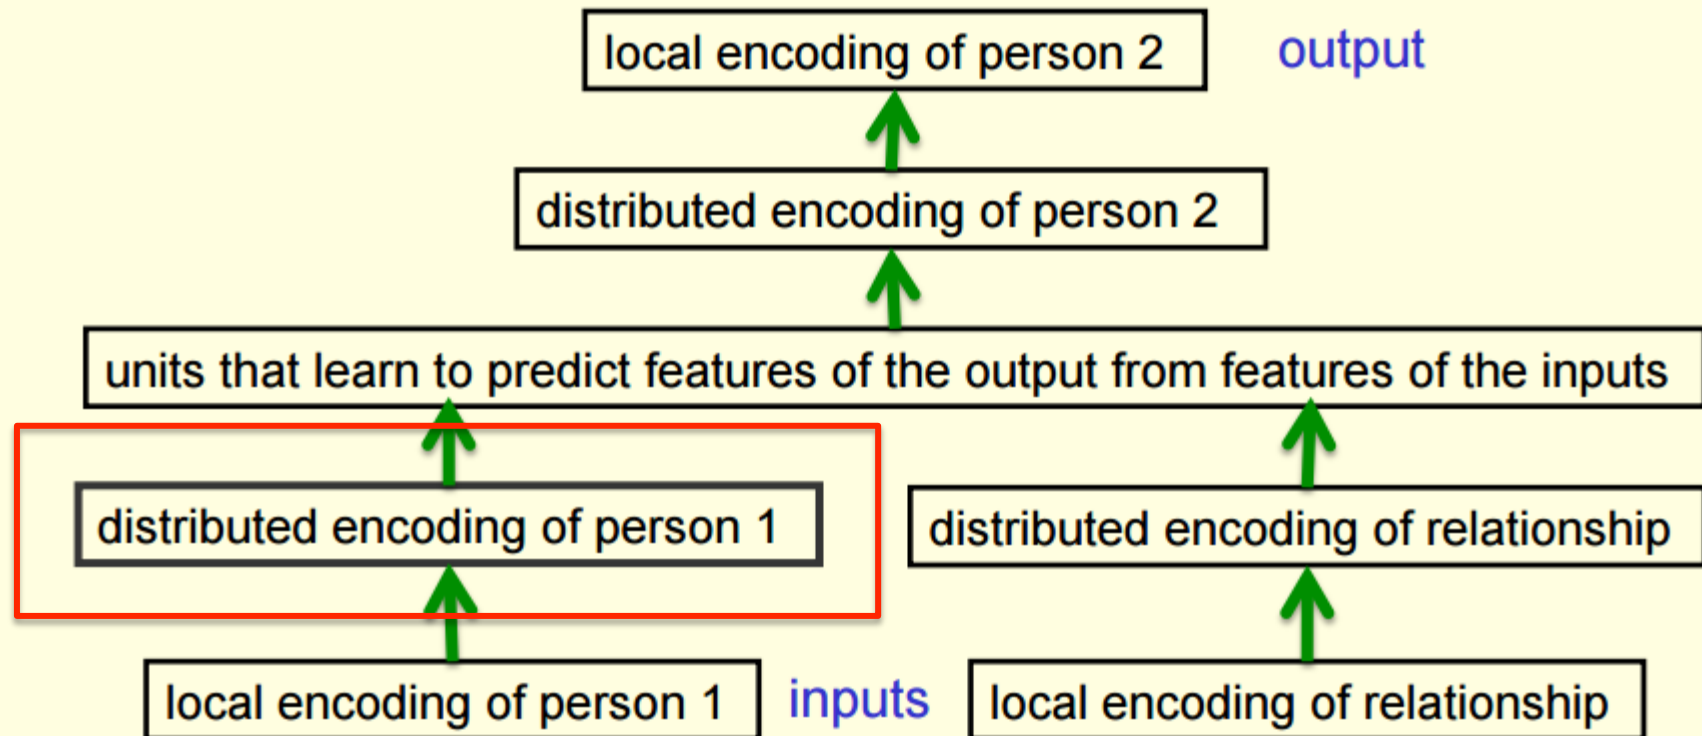 local encoding of person 2
output
distributed encoding of person 2
units that learn to predict features of the output from features of the inputs
distributed encoding of person 1
distributed encoding of relationship
local encoding of person 1
inputs
local encoding of relationship